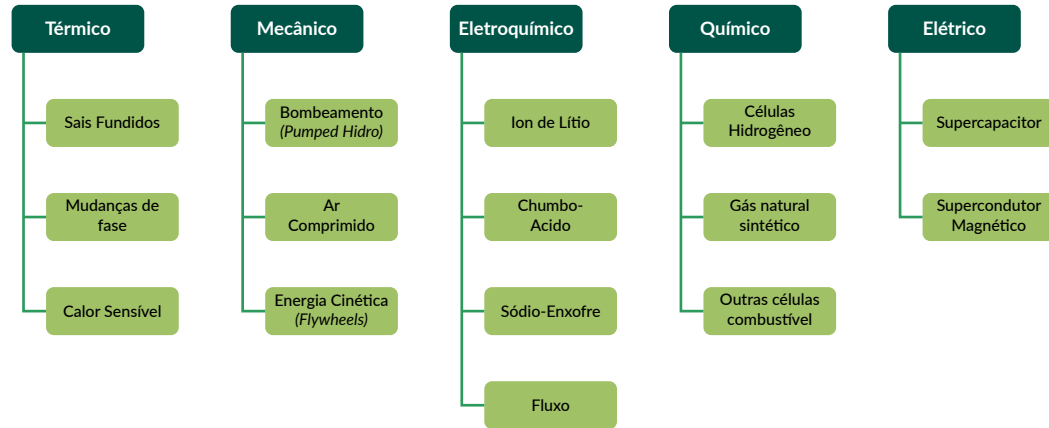 Térmico
Sais Fundidos
Mudanças de
fase
Calor Sensível
Mecânico
Bombeamento
(Pumped Hidro)
Ar
Comprimido
Energia Cinética
(Flywheels)
Eletroquímico
Ion de Lítio
Chumbo-
Acido
Sódio-Enxofre
Fluxo
Químico
Células
Hidrogêneo
Gás natural
sintético
Outras células
combustível
Elétrico
Supercapacitor
Supercondutor
Magnético